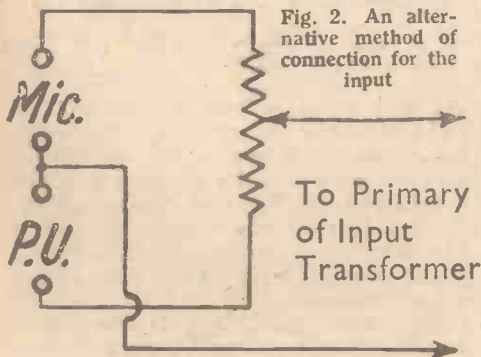 Fig. 2. An alter-
native method of
connection for the
input
Mic.
P.U.
To Primary
of Input
Transformer